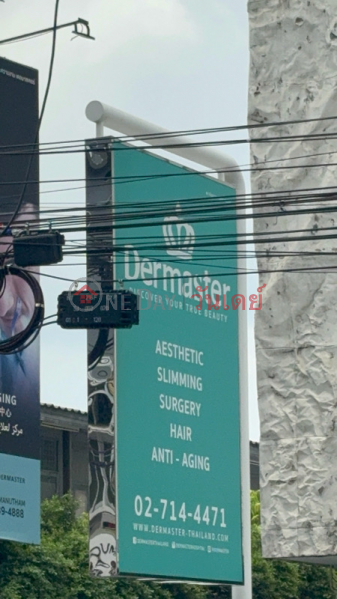 Dermaster
DISCOVER YOUR TRUE BEAUTY
AESTHETIC
SLIMMING
SURGERY
HAIR
ANTI - AGING
02-714-4471
WWW.DERMASTER-THAILAND.COM
วันเดย์
DERMASTER